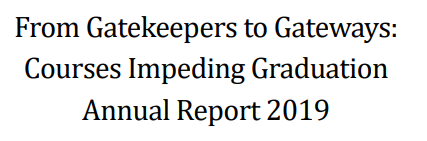 From Gatekeepers to Gateways:
Courses Impeding Graduation
Annual Report 2019